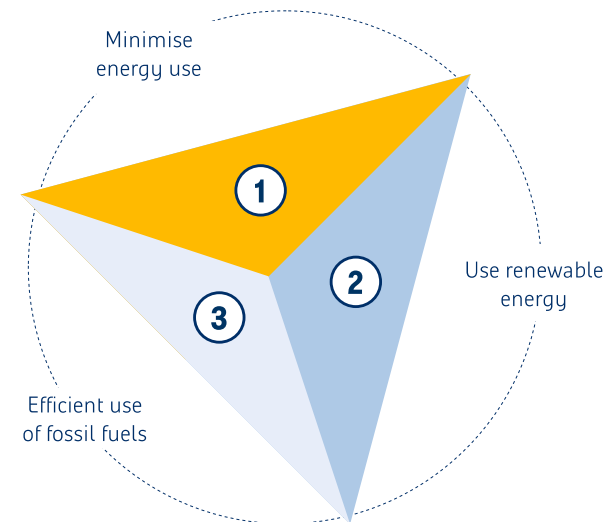 Minimise
energy use
1
2
Use renewable
energy
3
Efficient use
of fossil fuels